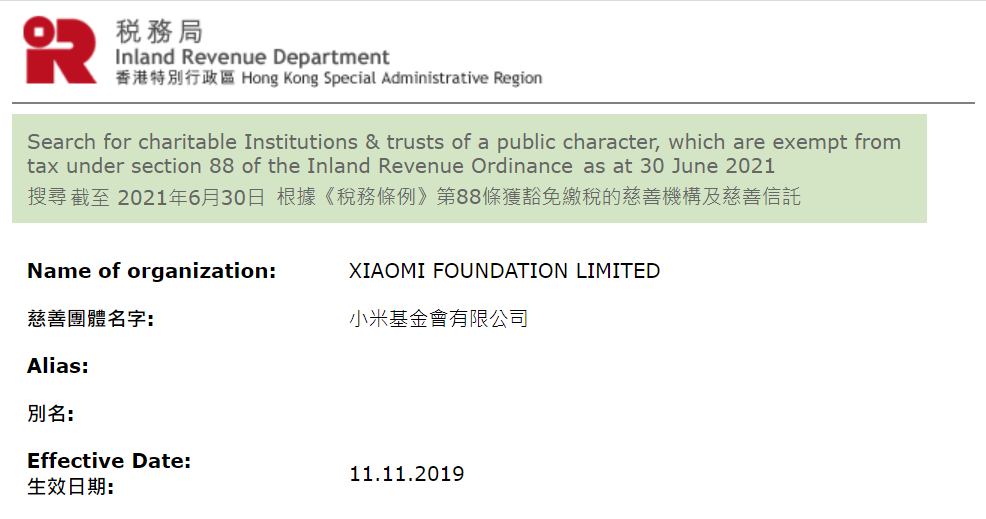 税務局
Inland Revenue Department
香港特別行政區 Hong Kong Special Administrative Region
Search for charitable Institutions & trusts of a public character, which are exempt from
tax under section 88 of the Inland Revenue Ordinance as at 30 June 2021
搜尋 截至 2021年6月30日 根據《稅務條例》第88條獲豁免繳稅的慈善機構及慈善信託
Name of organization: XIAOMI FOUNDATION LIMITED
慈善團體名字: 小米基金會有限公司
Alias:
別名:
Effective Date:
生效日期: 11.11.2019